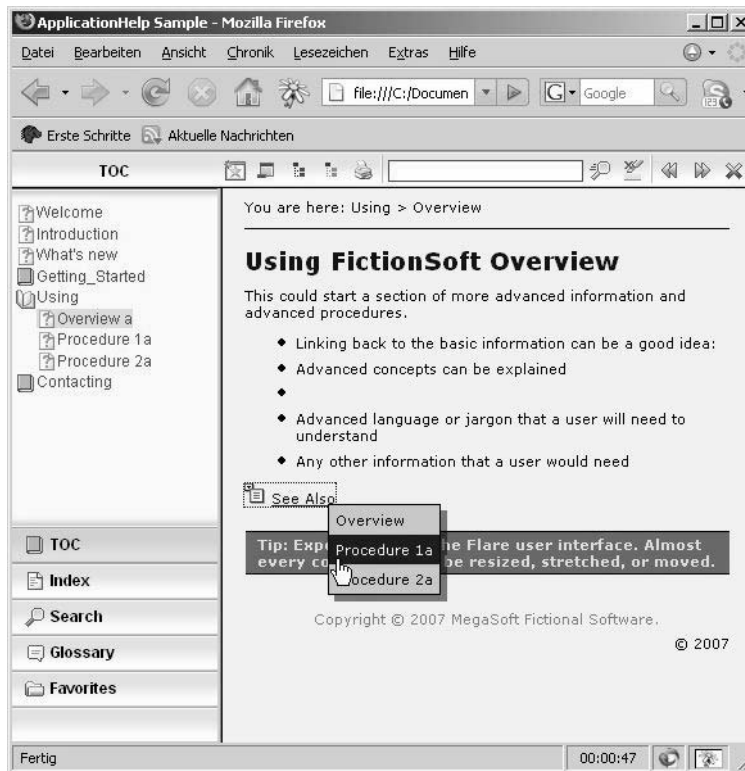 ApplicationHelp Sample - Mozilla Firefox
Datei Bearbeiten Ansicht Chronik Lesezeichen Extras Hilfe
file:///C:/Documen G Google
Erste Schritte Aktuelle Nachrichten
TOC
Welcome
Introduction
What's new
Getting_Started
Using
Overview a
Procedure 1a
Procedure 2a
Contacting
TOC
Index
Search
Glossary
Favorites
You are here: Using > Overview
Using FictionSoft Overview
This could start a section of more advanced information and
advanced procedures.
Linking back to the basic information can be a good idea:
Advanced concepts can be explained
Advanced language or jargon that a user will need to
understand
Any other information that a user would need
See Also
Overview
Procedure 1a
ocedure 2a
Tip: Exp he Flare user interface. Almost
every co be resized, stretched, or moved.
Copyright © 2007 MegaSoft Fictional Software.
© 2007
Fertig 00:00:47